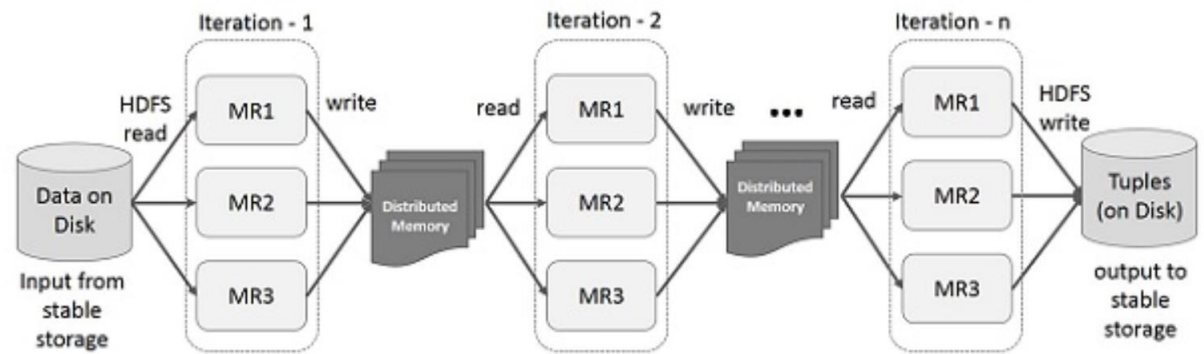 Iteration - 1
Iteration - 2
Iteration - n
HDFS
read
MR1
write
read
MR1
write
...
read
MR1
HDFS
write
Data on
Disk
MR2
Distributed
Memory
MR2
Distributed
Memory
MR2
Tuples
(on Disk)
Input from
stable
storage
MR3
MR3
MR3
output to
stable
storage